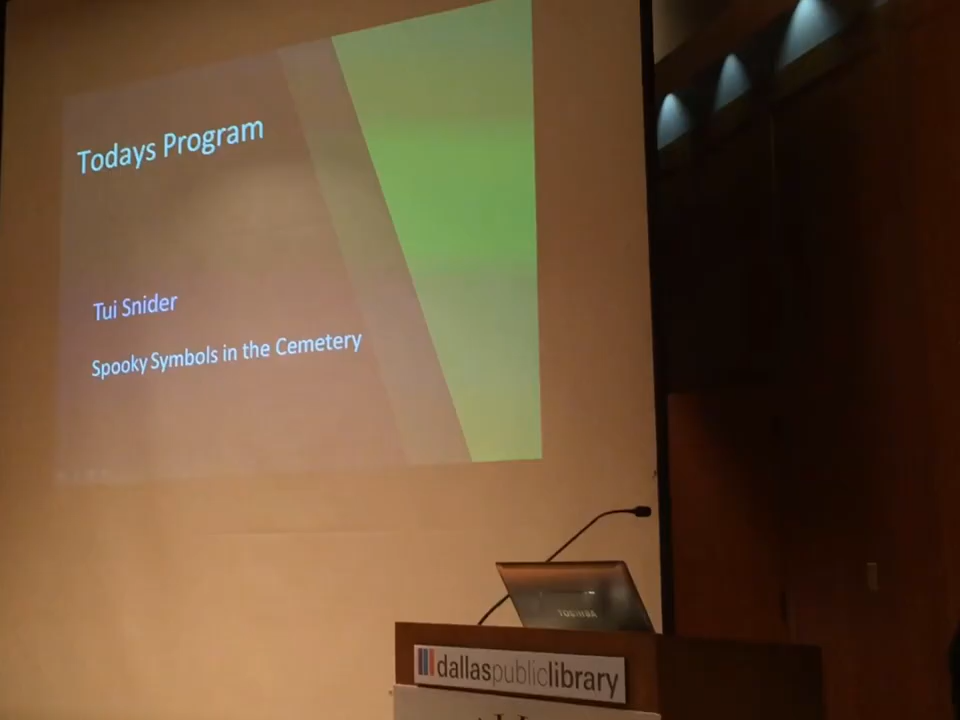 Todays Program
Tui Snider
Spooky Symbols in the Cemetery
TOSHIBA
dallaspubliclibrary